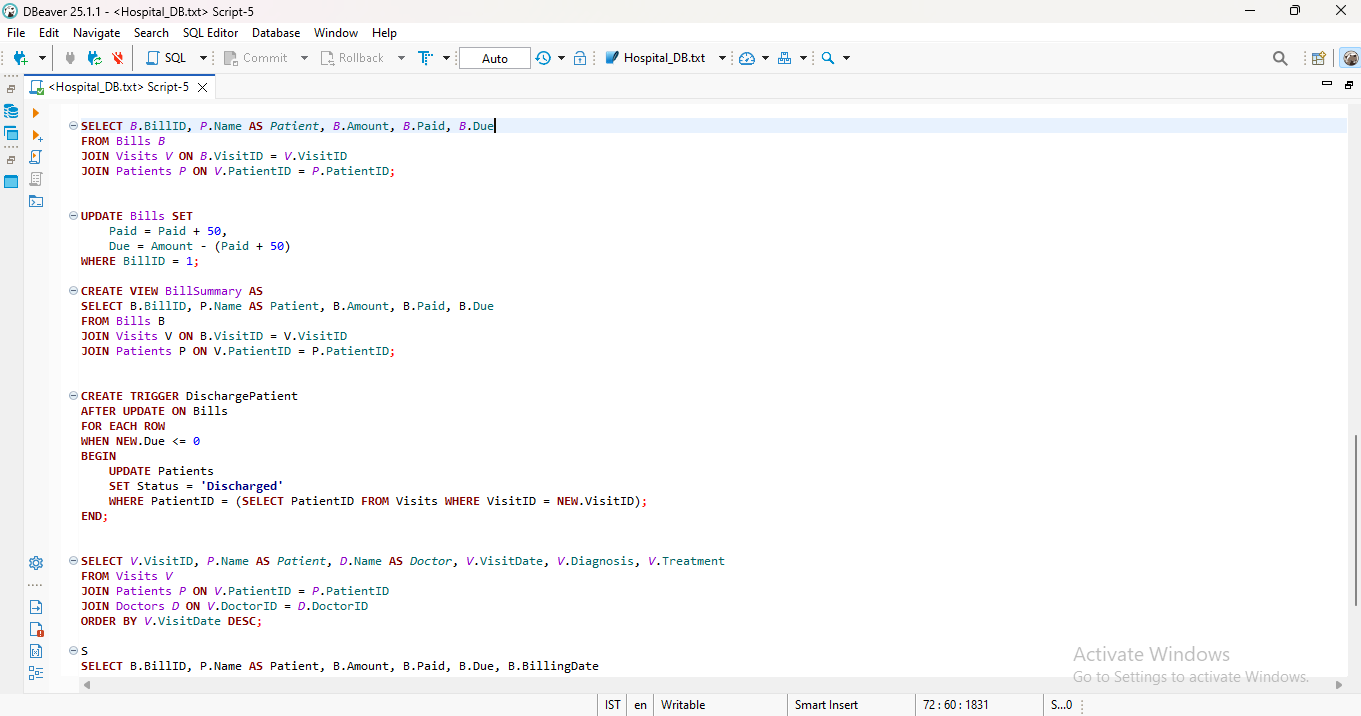 DBeaver 25.1.1 - <Hospital_DB.txt> Script-5
File Edit Navigate Search SQL Editor Database Window Help
SQL Commit Rollback Auto Hospital_DB.txt
<Hospital_DB.txt> Script-5
SELECT B.BillID, P.Name AS Patient, B.Amount, B.Paid, B.Due
FROM Bills B
JOIN Visits V ON B.VisitID = V.VisitID
JOIN Patients P ON V.PatientID = P.PatientID;
UPDATE Bills SET
Paid = Paid + 50,
Due = Amount - (Paid + 50)
WHERE BillID = 1;
CREATE VIEW BillSummary AS
SELECT B.BillID, P.Name AS Patient, B.Amount, B.Paid, B.Due
FROM Bills B
JOIN Visits V ON B.VisitID = V.VisitID
JOIN Patients P ON V.PatientID = P.PatientID;
CREATE TRIGGER DischargePatient
AFTER UPDATE ON Bills
FOR EACH ROW
WHEN NEW.Due <= 0
BEGIN
UPDATE Patients
SET Status = 'Discharged'
WHERE PatientID = (SELECT PatientID FROM Visits WHERE VisitID = NEW.VisitID);
END;
SELECT V.VisitID, P.Name AS Patient, D.Name AS Doctor, V.VisitDate, V.Diagnosis, V.Treatment
FROM Visits V
JOIN Patients P ON V.PatientID = P.PatientID
JOIN Doctors D ON V.DoctorID = D.DoctorID
ORDER BY V.VisitDate DESC;
S
SELECT B.BillID, P.Name AS Patient, B.Amount, B.Paid, B.Due, B.BillingDate
Activate Windows
Go to Settings to activate Windows.
IST en Writable Smart Insert 72 : 60 : 1831 S...0